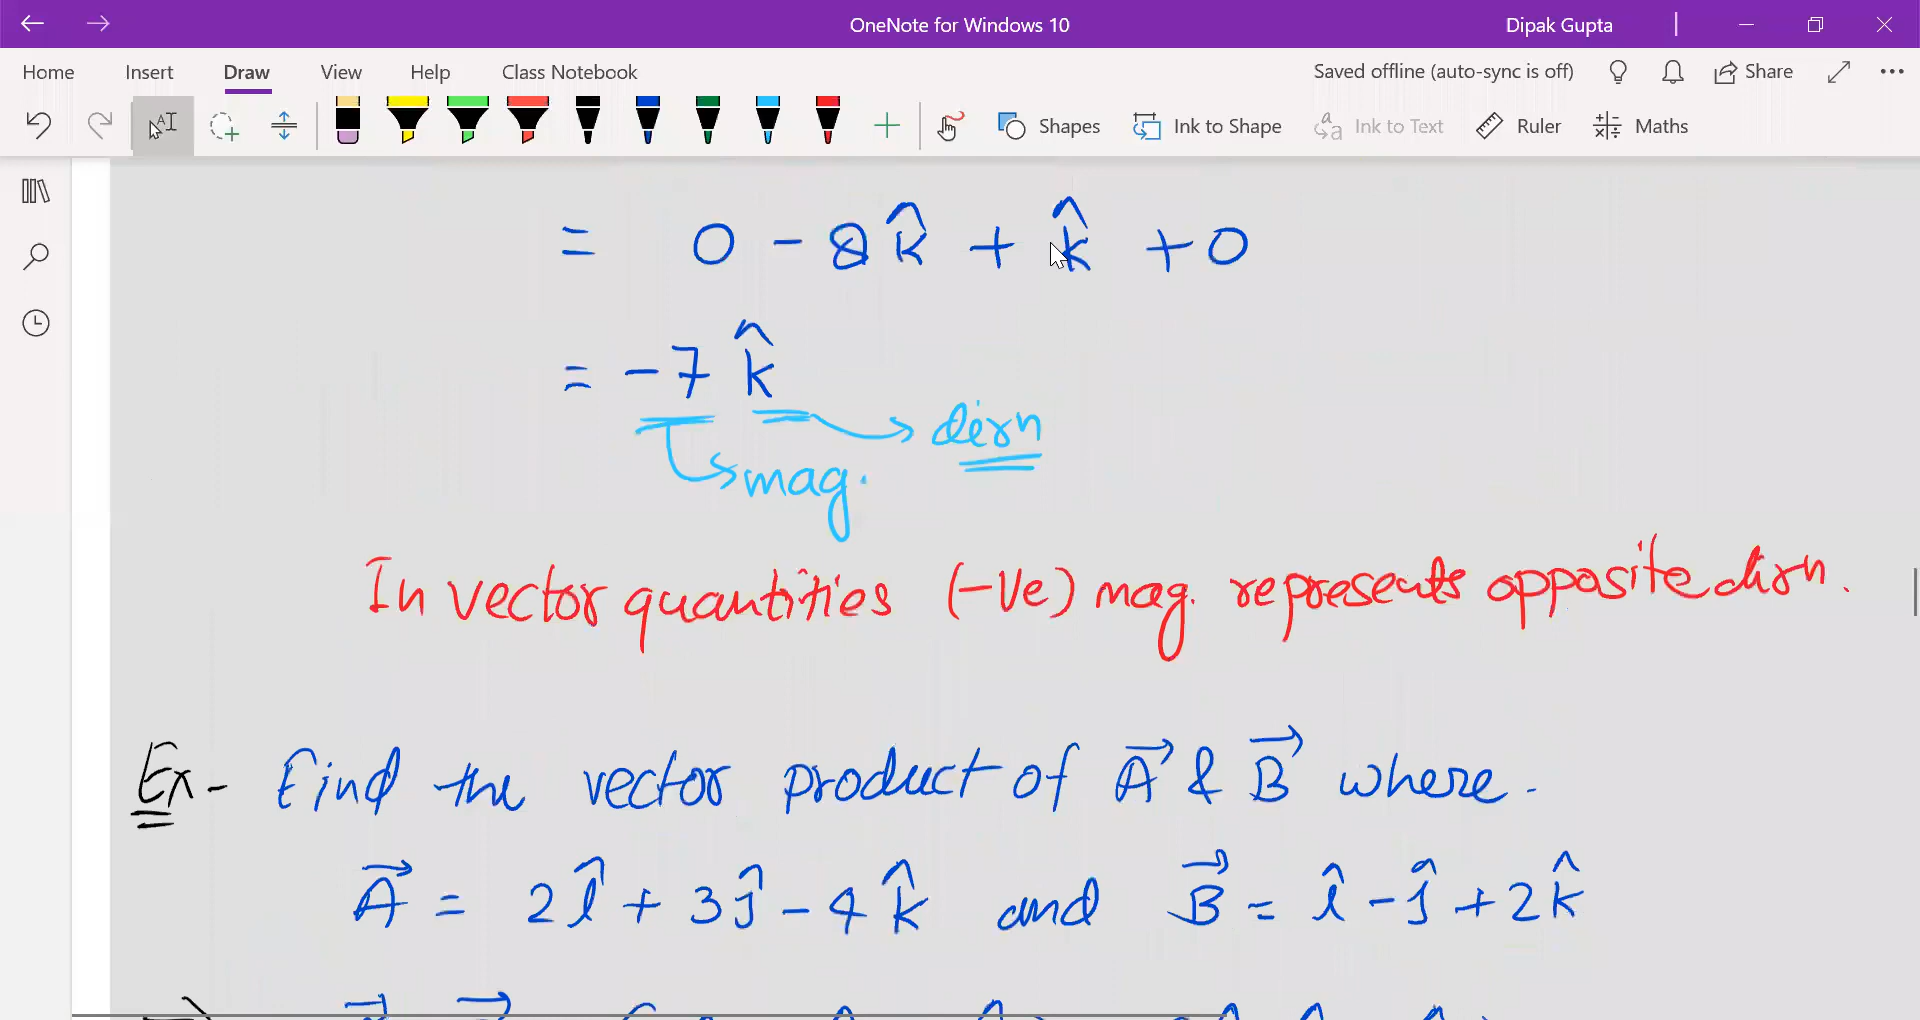 OneNote for Windows 10
Dipak Gupta
Home Insert Draw View Help Class Notebook
Saved offline (auto-sync is off) Share
Shapes Ink to Shape Ink to Text Ruler Maths
= 0 - 8k̂ + k̂ + 0
= -7 k̂
dirn
mag.
In vector quantities (-Ve) mag. represents opposite dirn.
Ex- Find the vector product of A⃗ & B⃗ where.
A⃗ = 2î + 3ĵ - 4k̂ and B⃗ = î - ĵ + 2k̂